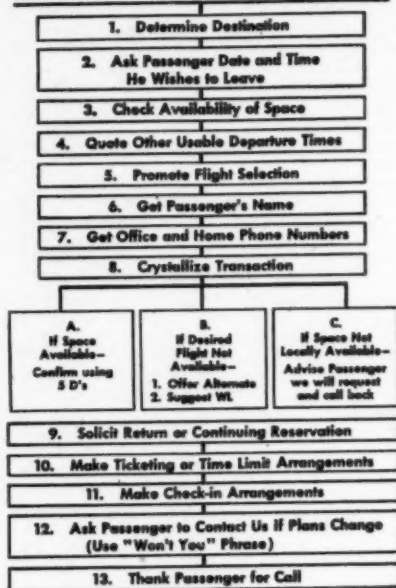 1. Determine Destination
2. Ask Passenger Date and Time
He Wishes to Leave
3. Check Availability of Space
4. Quote Other Usable Departure Times
5. Promote Flight Selection
6. Get Passenger's Name
7. Get Office and Home Phone Numbers
8. Crystallize Transaction
A.
If Space
Available—
Confirm using
5 D's
B.
If Desired
Flight Not
Available—
1. Offer Alternate
2. Suggest WL
C.
If Space Not
Locally Available—
Advise Passenger
we will request
and call back
9. Solicit Return or Continuing Reservation
10. Make Ticketing or Time Limit Arrangements
11. Make Check-in Arrangements
12. Ask Passenger to Contact Us if Plans Change
(Use "Won't You" Phrase)
13. Thank Passenger for Call